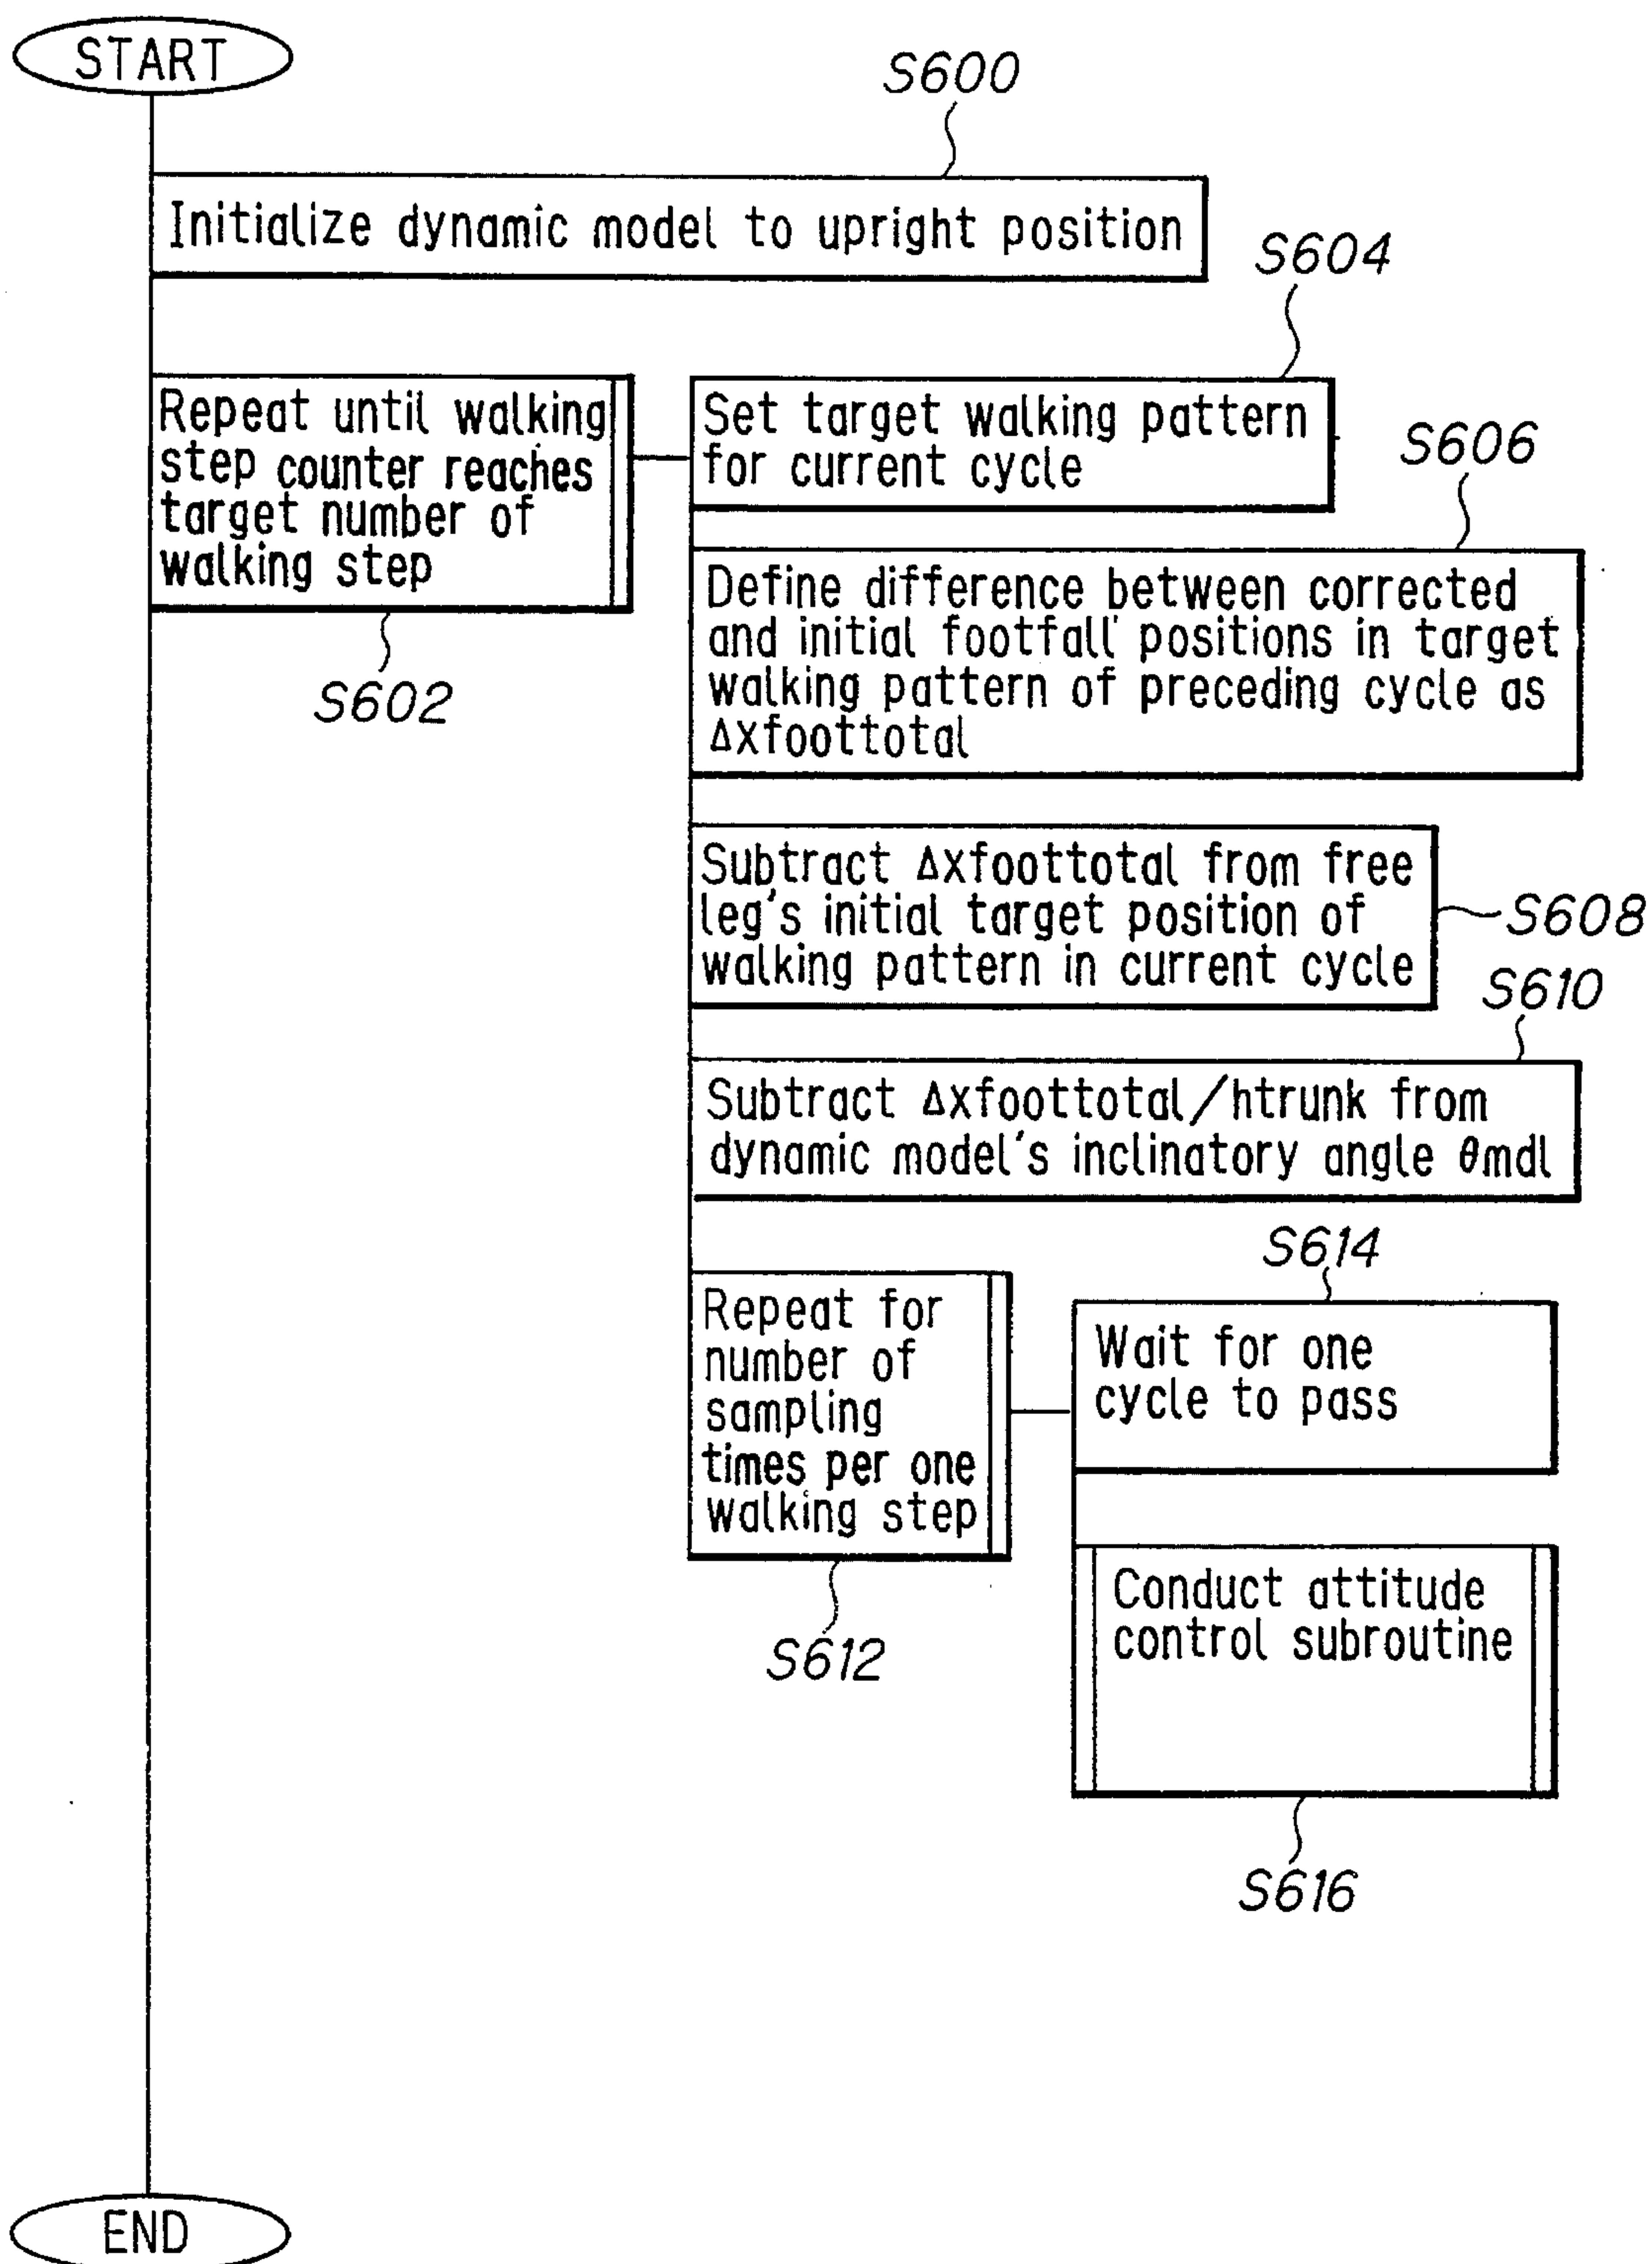 START
S600
Initialize dynamic model to upright position
S604
Repeat until walking
step counter reaches
target number of
walking step
S602
Set target walking pattern
for current cycle
S606
Define difference between corrected
and initial footfall positions in target
walking pattern of preceding cycle as
Δxfoottotal
Subtract Δxfoottotal from free
leg's initial target position of
walking pattern in current cycle
S608
S610
Subtract Δxfoottotal/htrunk from
dynamic model's inclinatory angle θmdl
S614
Repeat for
number of
sampling
times per one
walking step
S612
Wait for one
cycle to pass
Conduct attitude
control subroutine
S616
END